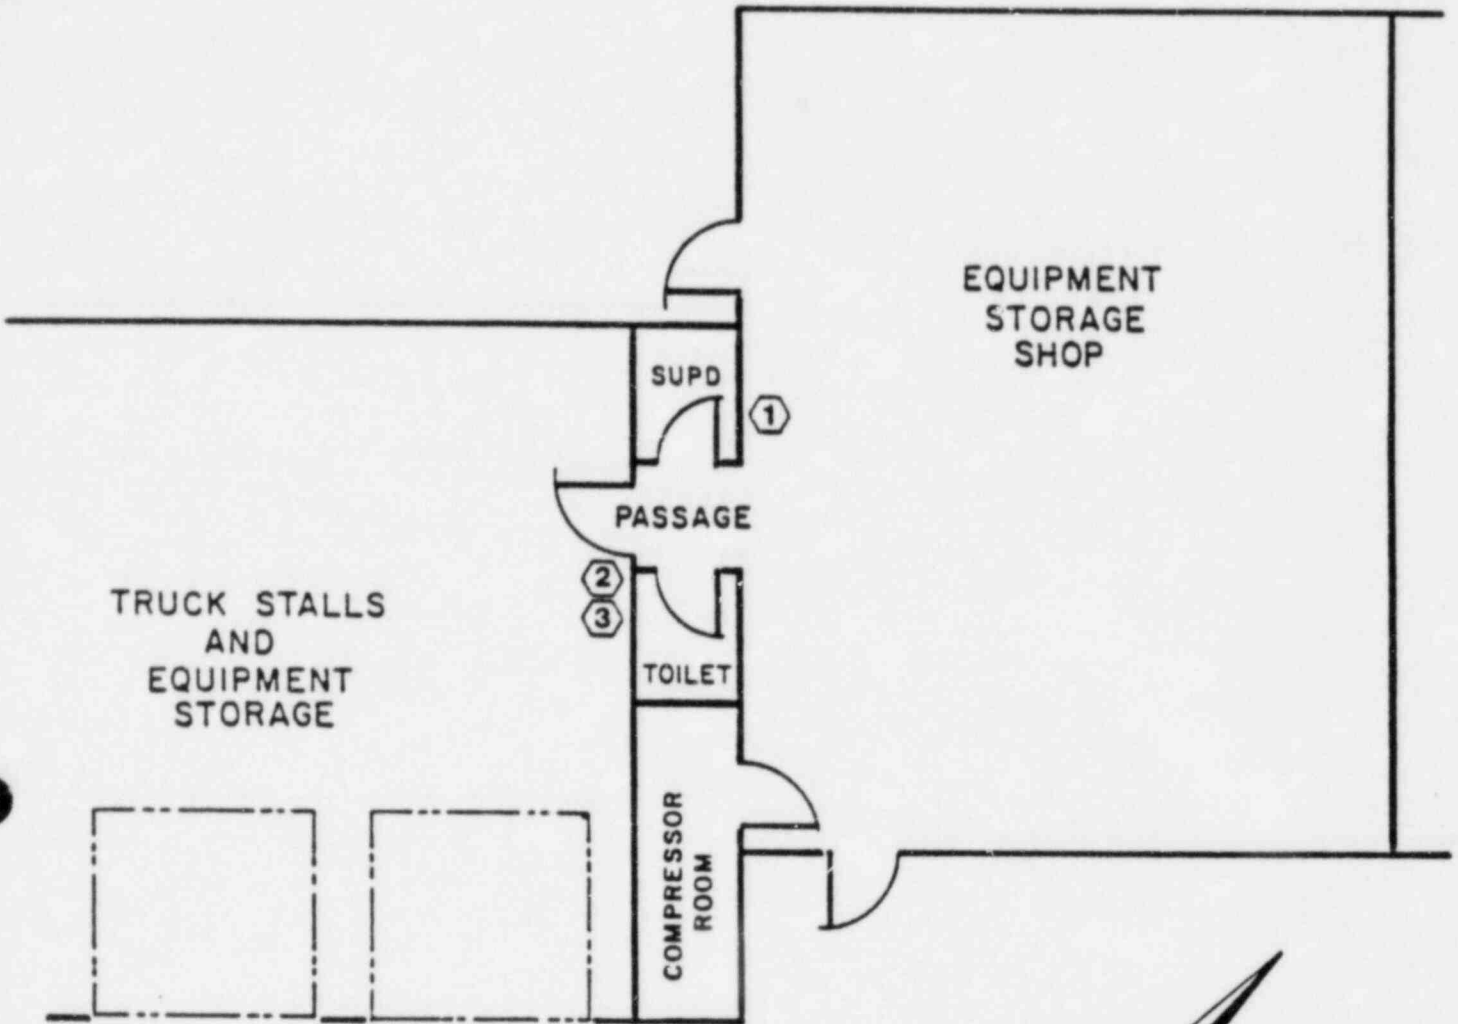 EQUIPMENT
STORAGE
SHOP
SUPD
1
PASSAGE
2
3
TRUCK STALLS
AND
EQUIPMENT
STORAGE
TOILET
COMPRESSOR
ROOM